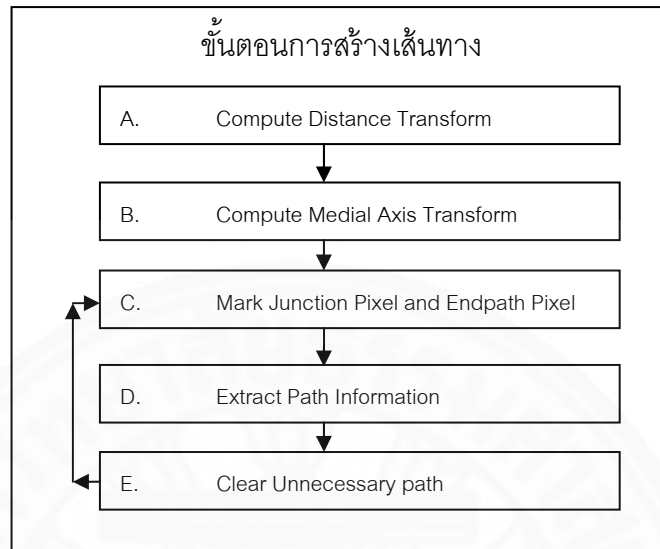 ขั้นตอนการสร้างเส้นทาง
A. Compute Distance Transform
B. Compute Medial Axis Transform
C. Mark Junction Pixel and Endpath Pixel
D. Extract Path Information
E. Clear Unnecessary path